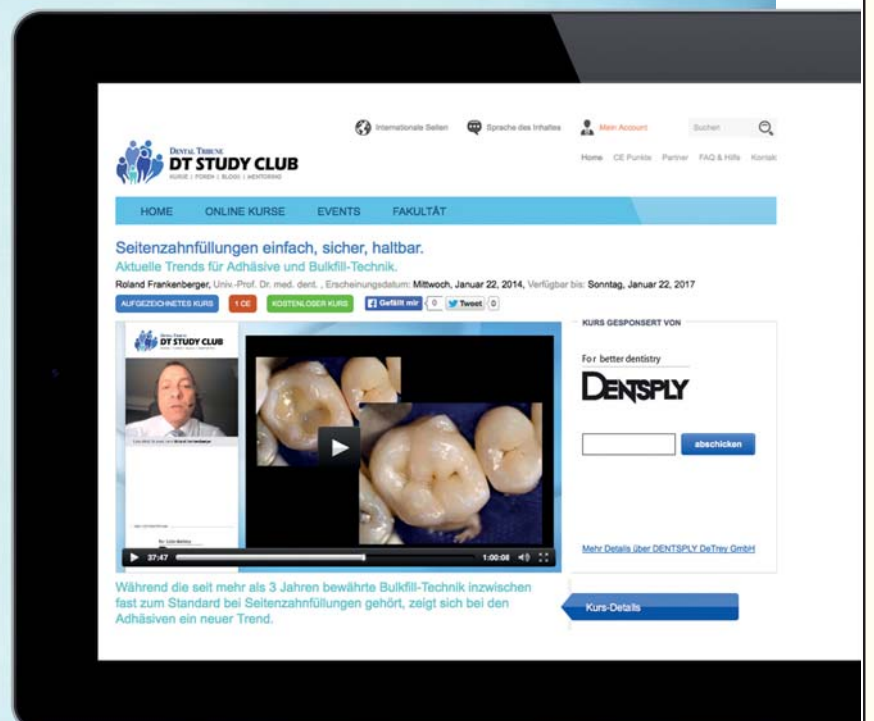 Internationale Seiten
Sprache des Inhaltes
Mein Account
Suchen
DENTAL TRIBUNE
DT STUDY CLUB
KURSE | FOREN | BLOGS | MENTORING
Home CE Punkte Partner FAQ & Hilfe Kontakt
HOME ONLINE KURSE EVENTS FAKULTÄT
Seitenzahnfüllungen einfach, sicher, haltbar.
Aktuelle Trends für Adhäsive und Bulkfill-Technik.
Roland Frankenberger, Univ.-Prof. Dr. med. dent. , Erscheinungsdatum: Mittwoch, Januar 22, 2014, Verfügbar bis: Sonntag, Januar 22, 2017
AUFGEZEICHNETES KURS 1 CE KOSTENLOSER KURS Gefällt mir 0 Tweet 0
DENTAL TRIBUNE
DT STUDY CLUB
KURS GESPONSERT VON
For better dentistry
DENTSPLY
abschicken
37:47 1:00:08
Mehr Details über DENTSPLY DeTrey GmbH
Während die seit mehr als 3 Jahren bewährte Bulkfill-Technik inzwischen
fast zum Standard bei Seitenzahnfüllungen gehört, zeigt sich bei den
Adhäsiven ein neuer Trend.
Kurs-Details